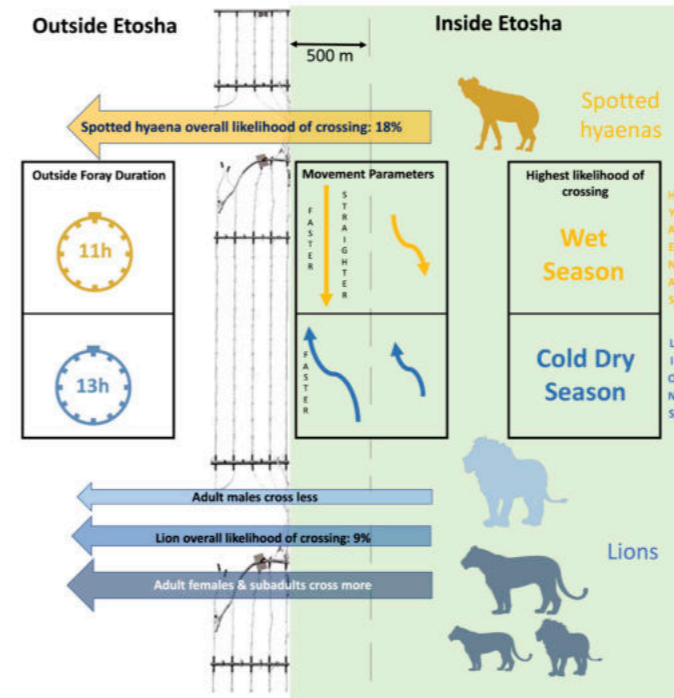 Outside Etosha
Inside Etosha
500 m
Spotted hyaena overall likelihood of crossing: 18%
Spotted
hyaenas
Outside Foray Duration
Movement Parameters
Highest likelihood of
crossing
11h
FASTER
STRAIGHTER
Wet
Season
HYAENAS
13h
FASTER
Cold Dry
Season
LIONS
Adult males cross less
Lion overall likelihood of crossing: 9%
Adult females & subadults cross more
Lions